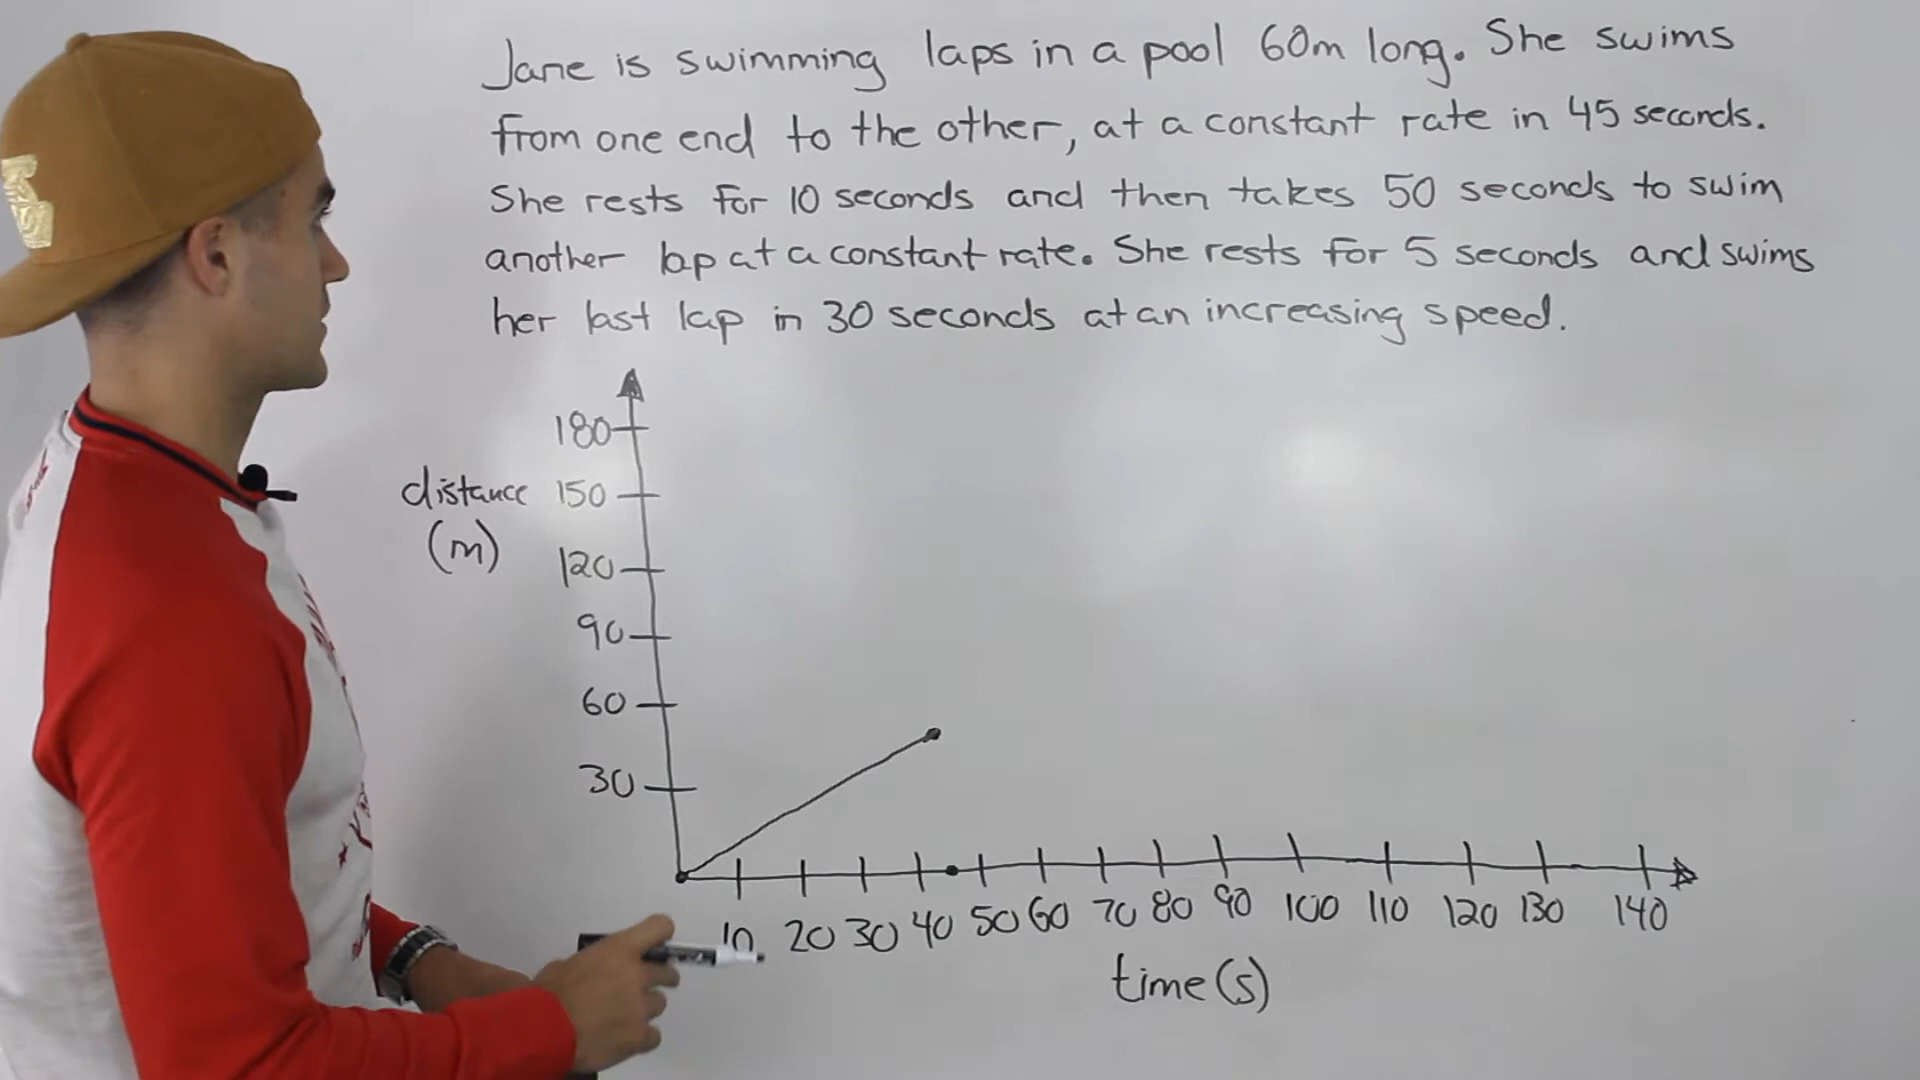 Jane is swimming laps in a pool 60m long. She swims
from one end to the other, at a constant rate in 45 seconds.
She rests for 10 seconds and then takes 50 seconds to swim
another lap at a constant rate. She rests for 5 seconds and swims
her last lap in 30 seconds at an increasing speed.
180
distance 150
(m)
120
90
60
30
10 20 30 40 50 60 70 80 90 100 110 120 130 140
time (s)